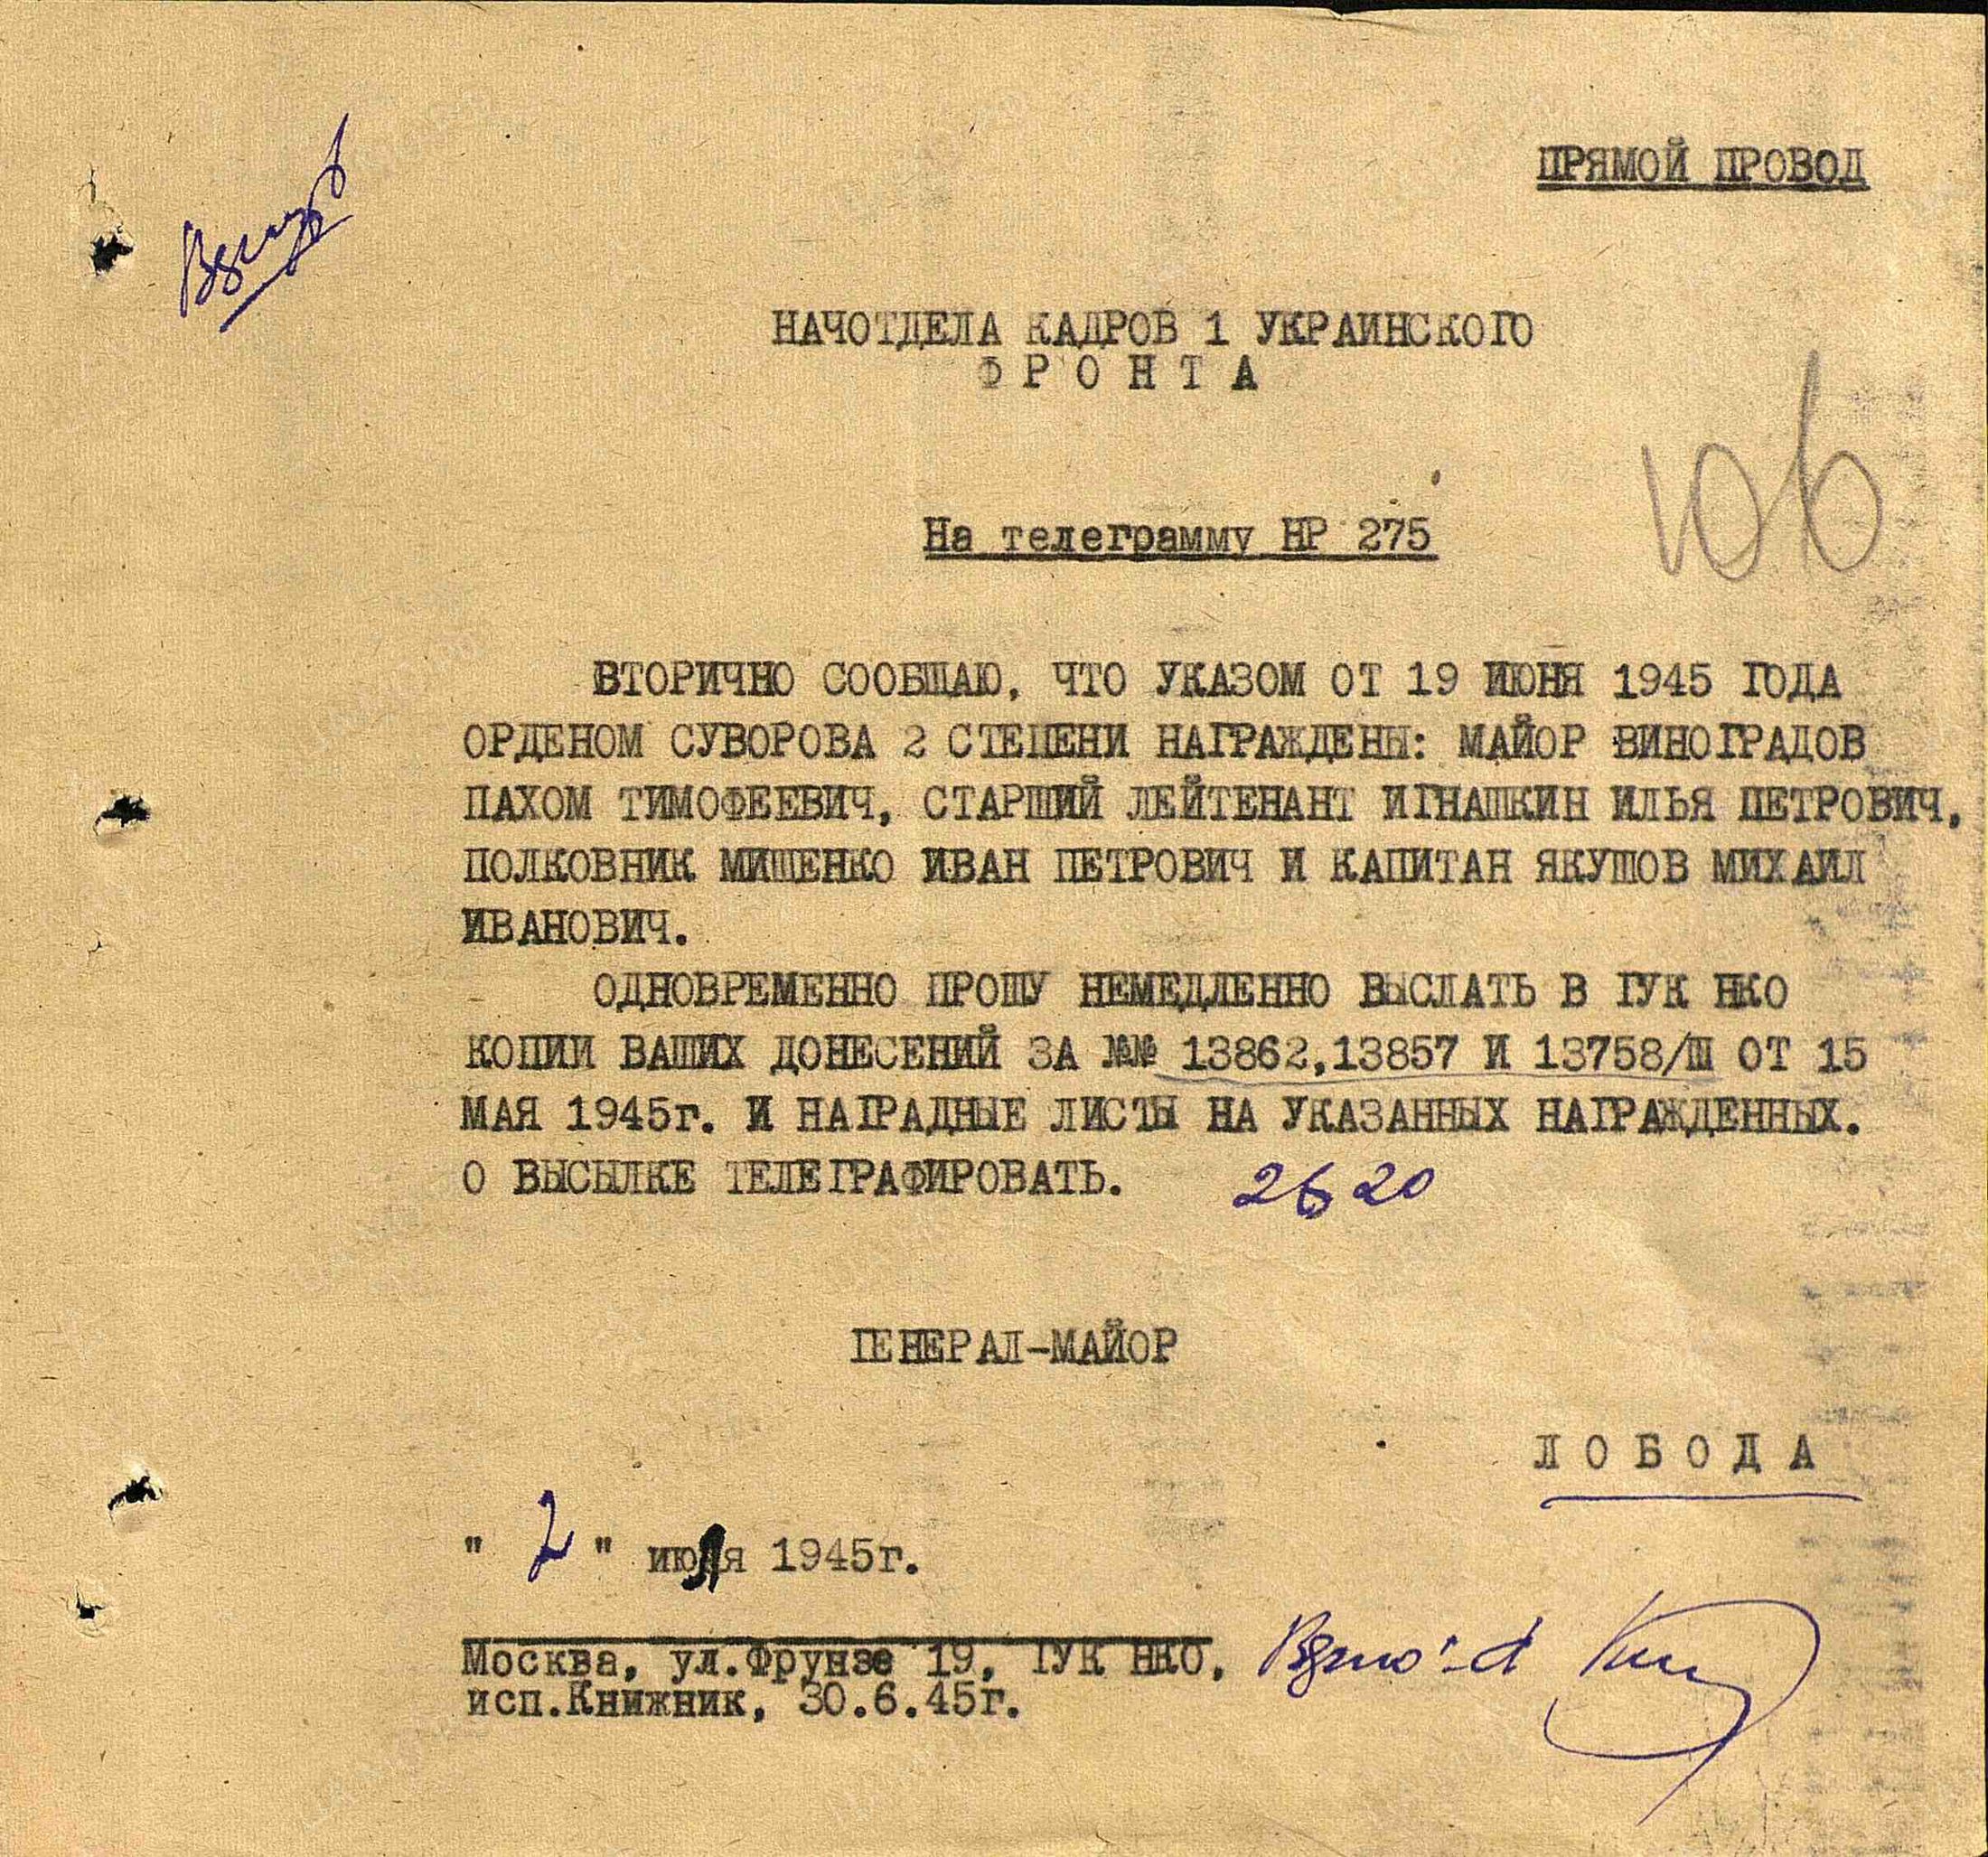 ПРЯМОЙ ПРОВОД
НАЧОТДЕЛА КАДРОВ 1 УКРАИНСКОГО
ФРОНТА
106
На телеграмму НР 275
ВТОРИЧНО СООБЩАЮ, ЧТО УКАЗОМ ОТ 19 ИЮНЯ 1945 ГОДА
ОРДЕНОМ СУВОРОВА 2 СТЕПЕНИ НАГРАЖДЕНЫ: МАЙОР ВИНОГРАДОВ
ПАХОМ ТИМОФЕЕВИЧ, СТАРШИЙ ЛЕЙТЕНАНТ ИГНАШКИН ИЛЬЯ ПЕТРОВИЧ,
ПОЛКОВНИК МИШЕНКО ИВАН ПЕТРОВИЧ И КАПИТАН ЯКУШОВ МИХАИЛ
ИВАНОВИЧ.
ОДНОВРЕМЕННО ПРОШУ НЕМЕДЛЕННО ВЫСЛАТЬ В ГУК НКО
КОПИИ ВАШИХ ДОНЕСЕНИЙ ЗА №№ 13862,13857 И 13758/Ш ОТ 15
МАЯ 1945г. И НАГРАДНЫЕ ЛИСТЫ НА УКАЗАННЫХ НАГРАЖДЕННЫХ.
О ВЫСЫЛКЕ ТЕЛЕГРАФИРОВАТЬ. 2620
ГЕНЕРАЛ-МАЙОР
ЛОБОДА
" 2 " июля 1945г.
Москва, ул.Фрунзе 19, ГУК НКО,
исп.Книжник, 30.6.45г.